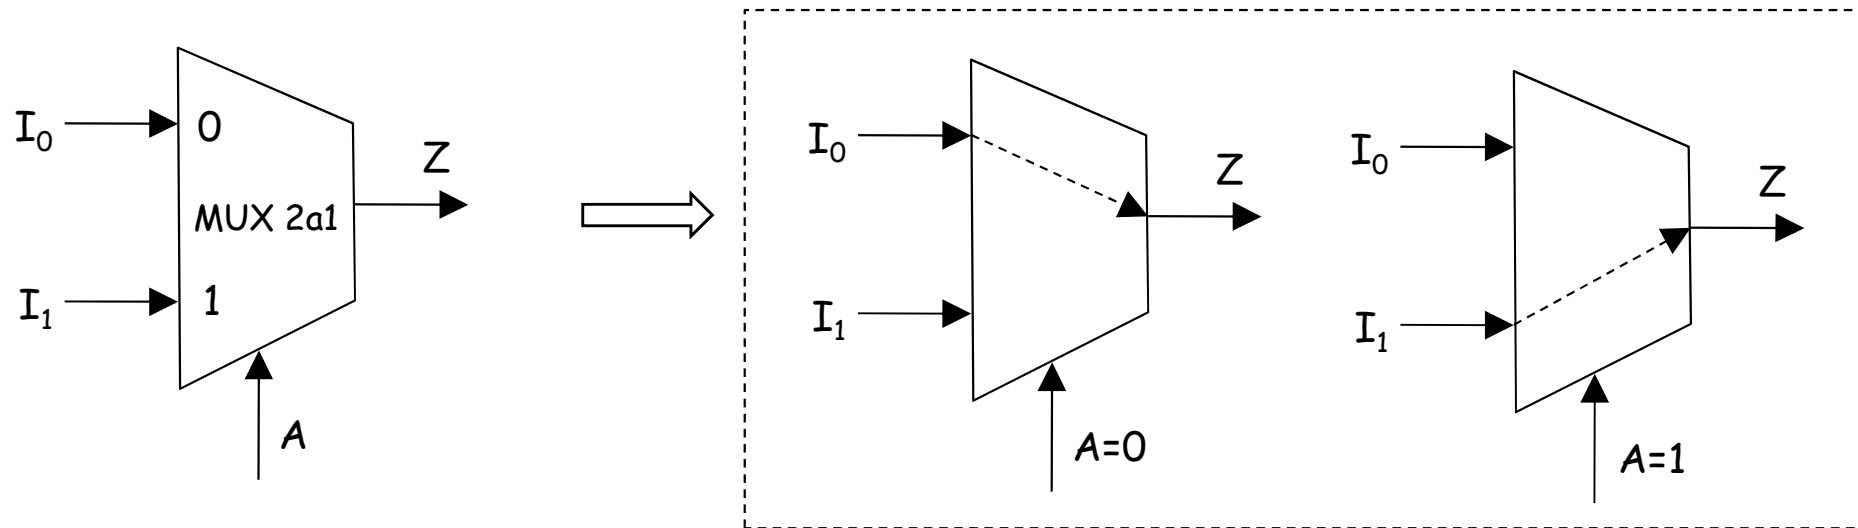 I₀
0
Z
MUX 2a1
I₁
1
A
I₀
Z
I₁
A=0
I₀
Z
I₁
A=1